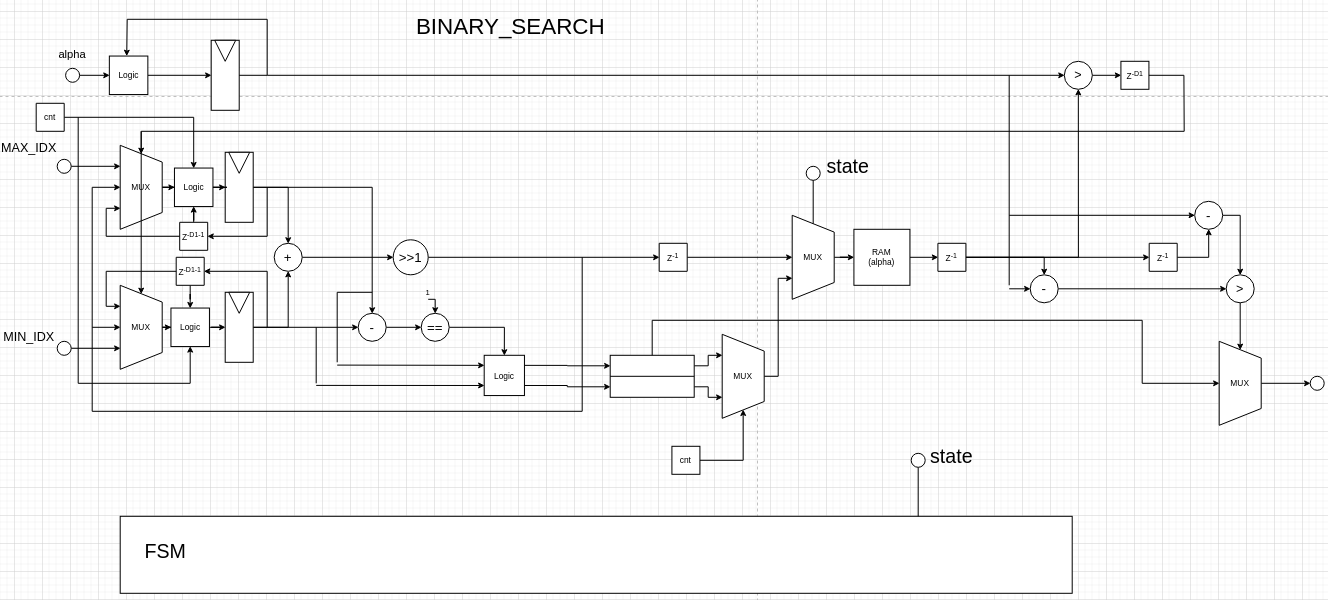 BINARY_SEARCH
alpha
Logic
>
Z-D1
cnt
MAX_IDX
MUX
Logic
Z-D1-1
state
-
+
>>1
Z-1
MUX
RAM
(alpha)
Z-1
Z-1
Z-D1-1
MIN_IDX
MUX
Logic
1
-
==
-
>
Logic
MUX
MUX
cnt
state
FSM